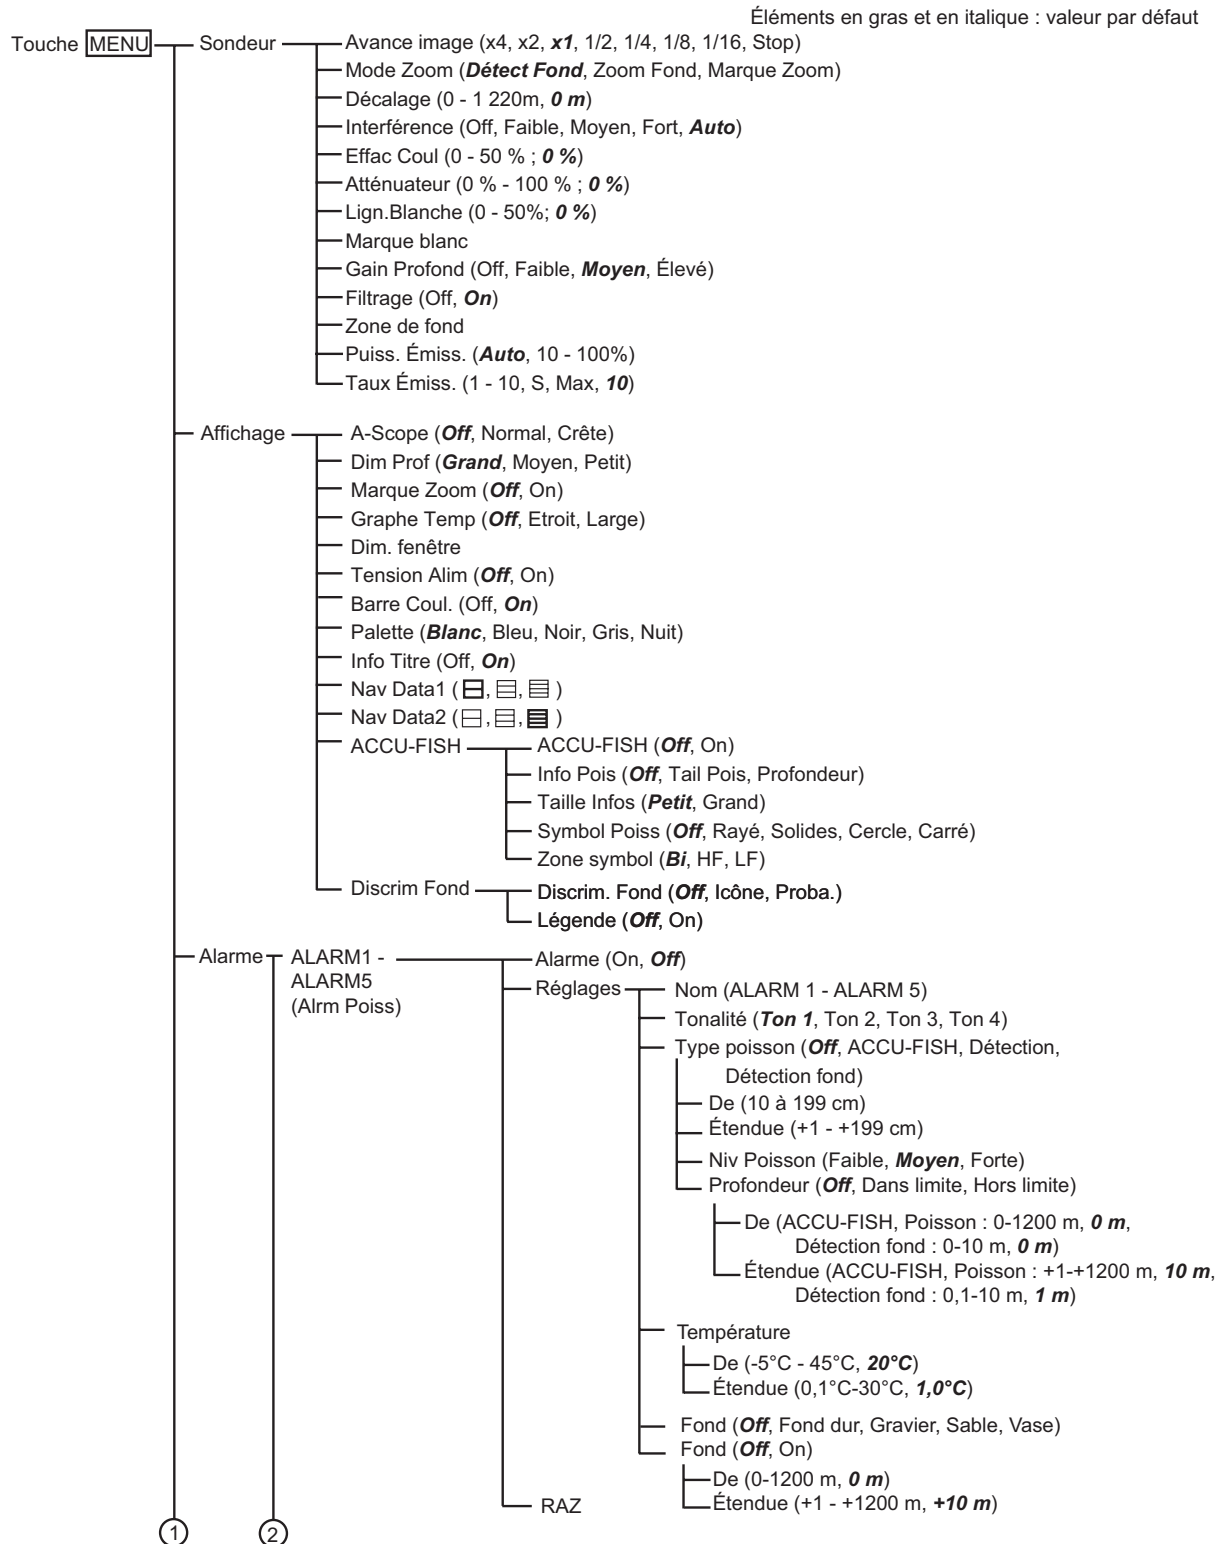 Éléments en gras et en italique : valeur par défaut
Touche MENU
Sondeur
Avance image (x4, x2, x1, 1/2, 1/4, 1/8, 1/16, Stop)
Mode Zoom (Détect Fond, Zoom Fond, Marque Zoom)
Décalage (0 - 1 220m, 0 m)
Interférence (Off, Faible, Moyen, Fort, Auto)
Effac Coul (0 - 50 % ; 0 %)
Atténuateur (0 % - 100 % ; 0 %)
Lign.Blanche (0 - 50%; 0 %)
Marque blanc
Gain Profond (Off, Faible, Moyen, Élevé)
Filtrage (Off, On)
Zone de fond
Puiss. Émiss. (Auto, 10 - 100%)
Taux Émiss. (1 - 10, S, Max, 10)
Affichage
A-Scope (Off, Normal, Crête)
Dim Prof (Grand, Moyen, Petit)
Marque Zoom (Off, On)
Graphe Temp (Off, Etroit, Large)
Dim. fenêtre
Tension Alim (Off, On)
Barre Coul. (Off, On)
Palette (Blanc, Bleu, Noir, Gris, Nuit)
Info Titre (Off, On)
Nav Data1 ( , , )
Nav Data2 ( , , )
ACCU-FISH
ACCU-FISH (Off, On)
Info Pois (Off, Tail Pois, Profondeur)
Taille Infos (Petit, Grand)
Symbol Poiss (Off, Rayé, Solides, Cercle, Carré)
Zone symbol (Bi, HF, LF)
Discrim Fond
Discrim. Fond (Off, Icône, Proba.)
Légende (Off, On)
Alarme
ALARM1 -
ALARM5
(Alrm Poiss)
Alarme (On, Off)
Réglages
Nom (ALARM 1 - ALARM 5)
Tonalité (Ton 1, Ton 2, Ton 3, Ton 4)
Type poisson (Off, ACCU-FISH, Détection,
Détection fond)
De (10 à 199 cm)
Étendue (+1 - +199 cm)
Niv Poisson (Faible, Moyen, Forte)
Profondeur (Off, Dans limite, Hors limite)
De (ACCU-FISH, Poisson : 0-1200 m, 0 m,
Détection fond : 0-10 m, 0 m)
Étendue (ACCU-FISH, Poisson : +1-+1200 m, 10 m,
Détection fond : 0,1-10 m, 1 m)
Température
De (-5°C - 45°C, 20°C)
Étendue (0,1°C-30°C, 1,0°C)
Fond (Off, Fond dur, Gravier, Sable, Vase)
Fond (Off, On)
De (0-1200 m, 0 m)
Étendue (+1 - +1200 m, +10 m)
RAZ
1
2